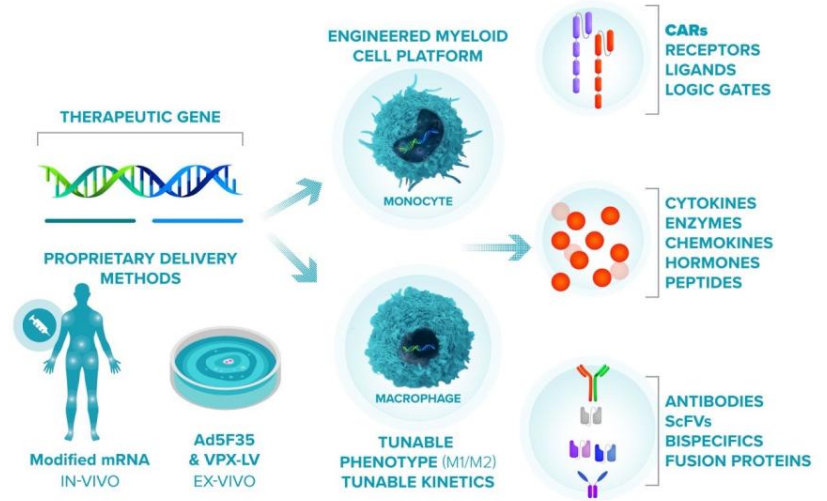 THERAPEUTIC GENE
PROPRIETARY DELIVERY
METHODS
Modified mRNA
IN-VIVO
Ad5F35
& VPX-LV
EX-VIVO
ENGINEERED MYELOID
CELL PLATFORM
MONOCYTE
MACROPHAGE
TUNABLE
PHENOTYPE (M1/M2)
TUNABLE KINETICS
CARs
RECEPTORS
LIGANDS
LOGIC GATES
CYTOKINES
ENZYMES
CHEMOKINES
HORMONES
PEPTIDES
ANTIBODIES
ScFVs
BISPECIFICS
FUSION PROTEINS